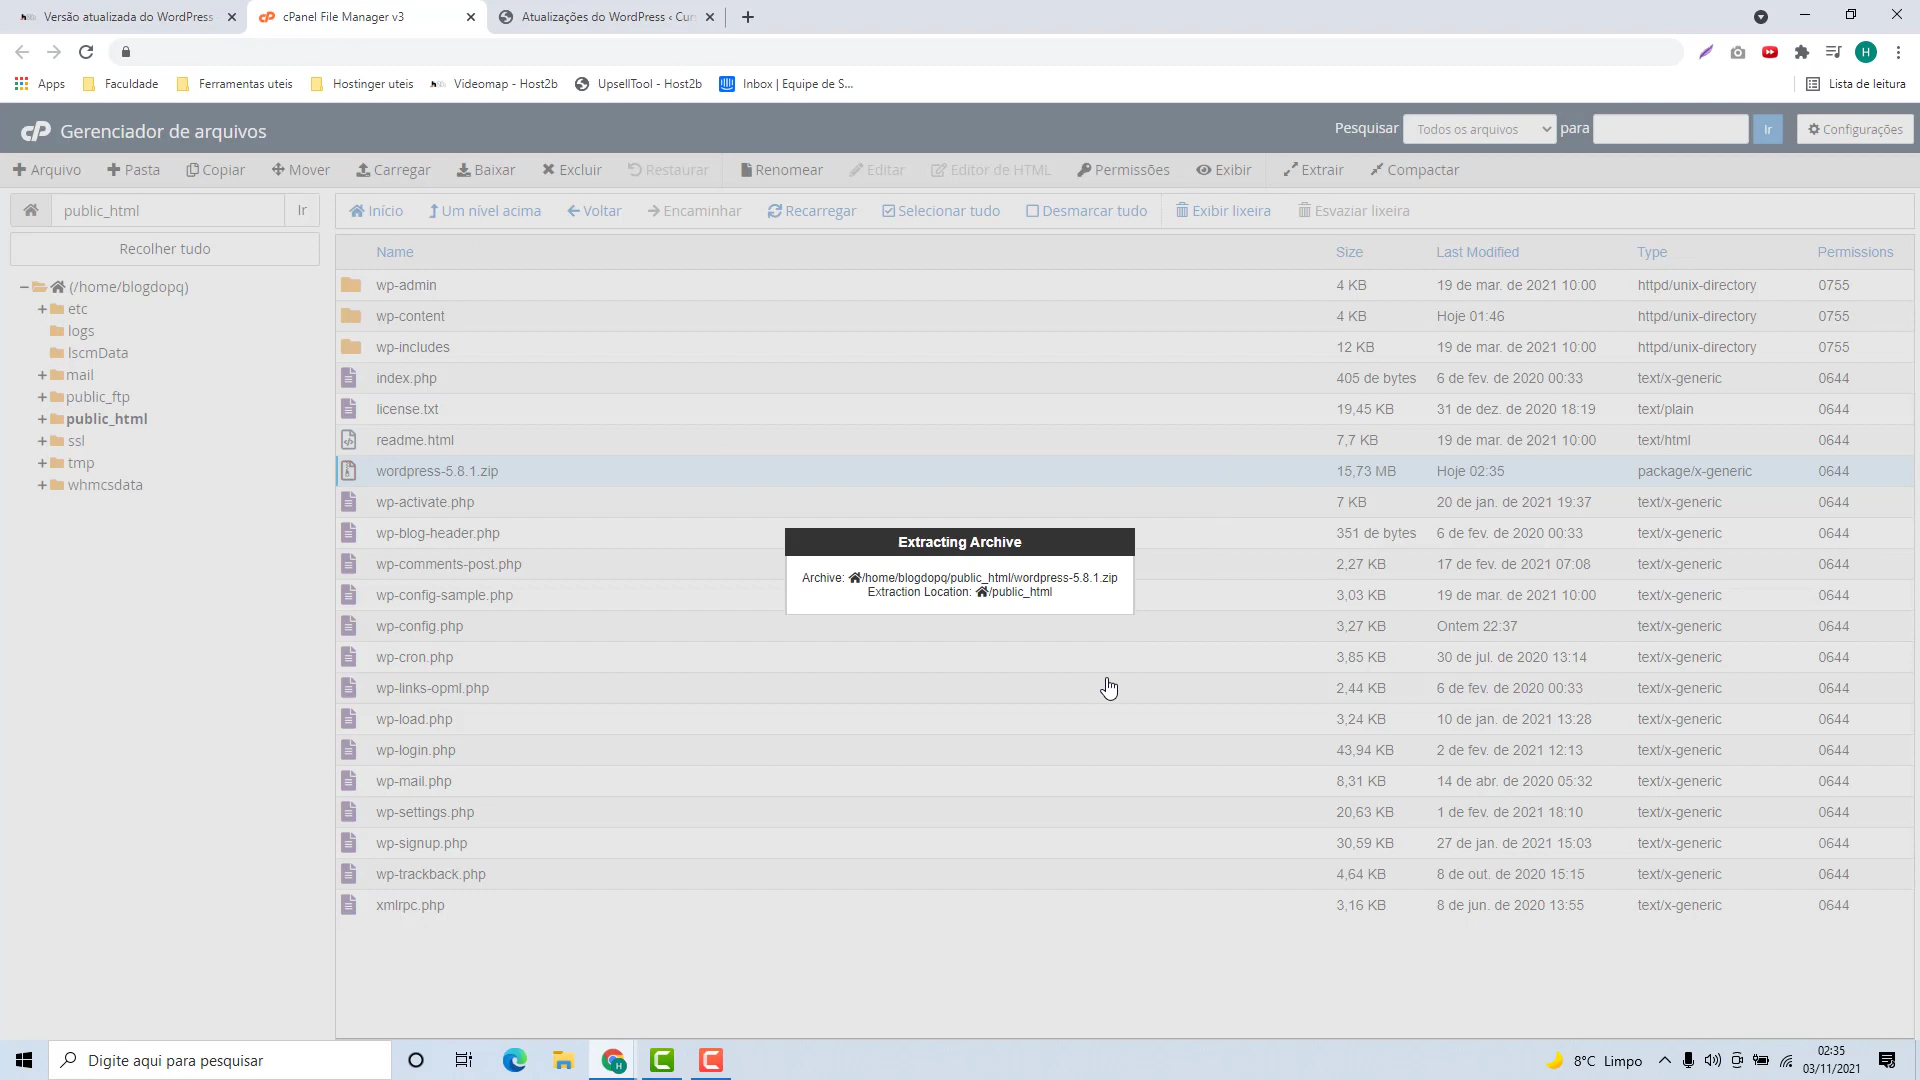 Versão atualizada do WordPress
cPanel File Manager v3
Atualizações do WordPress ‹ Cur
Apps
Faculdade
Ferramentas uteis
Hostinger uteis
Videomap - Host2b
UpsellTool - Host2b
Inbox | Equipe de S...
Lista de leitura
cP Gerenciador de arquivos
Pesquisar Todos os arquivos para Ir Configurações
Arquivo Pasta Copiar Mover Carregar Baixar Excluir Restaurar Renomear Editar Editor de HTML Permissões Exibir Extrair Compactar
public_html Ir
Início Um nível acima Voltar Encaminhar Recarregar Selecionar tudo Desmarcar tudo Exibir lixeira Esvaziar lixeira
Recolher tudo
(/home/blogdopq)
etc
logs
lscmData
mail
public_ftp
public_html
ssl
tmp
whmcsdata
Name Size Last Modified Type Permissions
wp-admin 4 KB 19 de mar. de 2021 10:00 httpd/unix-directory 0755
wp-content 4 KB Hoje 01:46 httpd/unix-directory 0755
wp-includes 12 KB 19 de mar. de 2021 10:00 httpd/unix-directory 0755
index.php 405 de bytes 6 de fev. de 2020 00:33 text/x-generic 0644
license.txt 19,45 KB 31 de dez. de 2020 18:19 text/plain 0644
readme.html 7,7 KB 19 de mar. de 2021 10:00 text/html 0644
wordpress-5.8.1.zip 15,73 MB Hoje 02:35 package/x-generic 0644
wp-activate.php 7 KB 20 de jan. de 2021 19:37 text/x-generic 0644
wp-blog-header.php 351 de bytes 6 de fev. de 2020 00:33 text/x-generic 0644
wp-comments-post.php 2,27 KB 17 de fev. de 2021 07:08 text/x-generic 0644
wp-config-sample.php 3,03 KB 19 de mar. de 2021 10:00 text/x-generic 0644
wp-config.php 3,27 KB Ontem 22:37 text/x-generic 0644
wp-cron.php 3,85 KB 30 de jul. de 2020 13:14 text/x-generic 0644
wp-links-opml.php 2,44 KB 6 de fev. de 2020 00:33 text/x-generic 0644
wp-load.php 3,24 KB 10 de jan. de 2021 13:28 text/x-generic 0644
wp-login.php 43,94 KB 2 de fev. de 2021 12:13 text/x-generic 0644
wp-mail.php 8,31 KB 14 de abr. de 2020 05:32 text/x-generic 0644
wp-settings.php 20,63 KB 1 de fev. de 2021 18:10 text/x-generic 0644
wp-signup.php 30,59 KB 27 de jan. de 2021 15:03 text/x-generic 0644
wp-trackback.php 4,64 KB 8 de out. de 2020 15:15 text/x-generic 0644
xmlrpc.php 3,16 KB 8 de jun. de 2020 13:55 text/x-generic 0644
Extracting Archive
Archive: /home/blogdopq/public_html/wordpress-5.8.1.zip
Extraction Location: /public_html
Digite aqui para pesquisar
8°C Limpo
02:35
03/11/2021